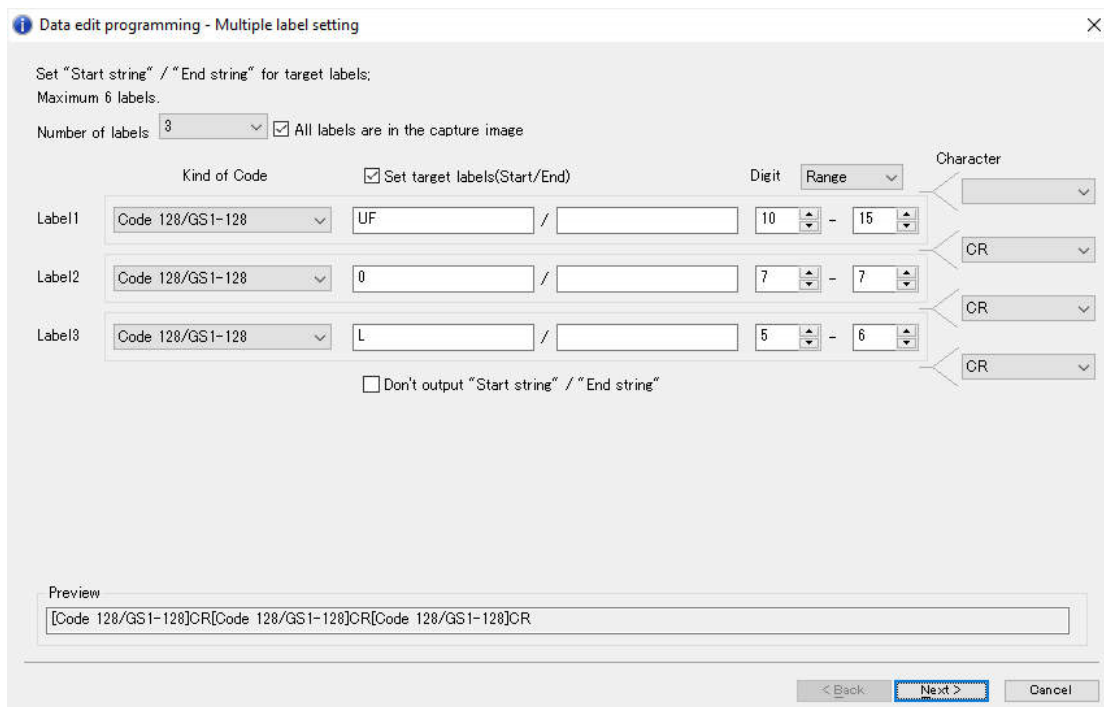 Data edit programming - Multiple label setting
Set "Start string" / "End string" for target labels;
Maximum 6 labels.
Number of labels 3 All labels are in the capture image
Character
Kind of Code Set target labels(Start/End) Digit Range
Label1 Code 128/GS1-128 UF / 10 - 15
CR
Label2 Code 128/GS1-128 0 / 7 - 7
CR
Label3 Code 128/GS1-128 L / 5 - 6
CR
Don't output "Start string" / "End string"
Preview
[Code 128/GS1-128]CR[Code 128/GS1-128]CR[Code 128/GS1-128]CR
< Back Next > Cancel